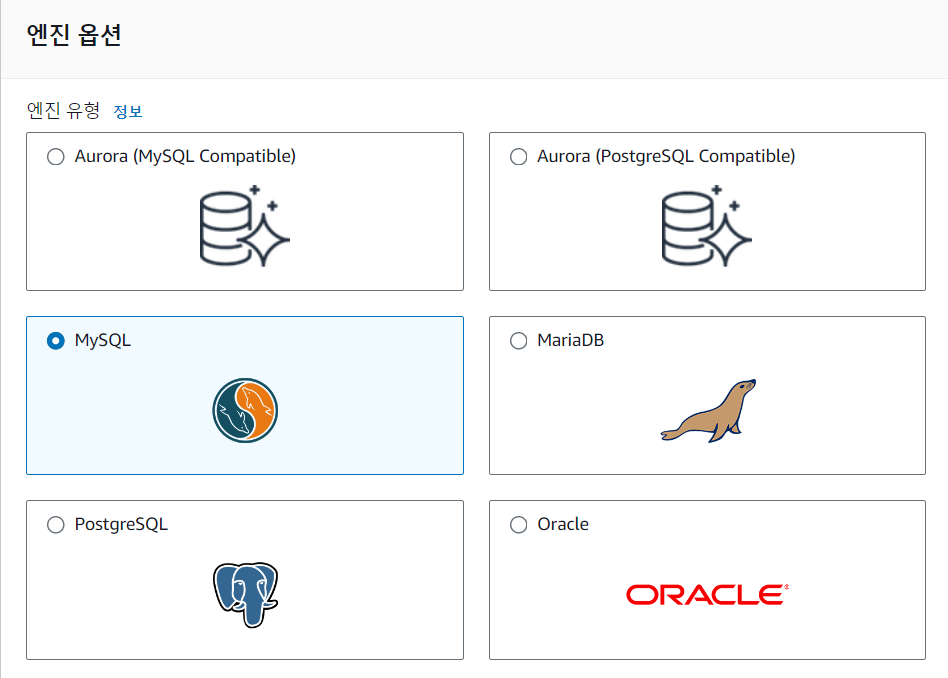 엔진 옵션
엔진 유형 정보
Aurora (MySQL Compatible)
Aurora (PostgreSQL Compatible)
MySQL
MariaDB
PostgreSQL
Oracle
ORACLE®